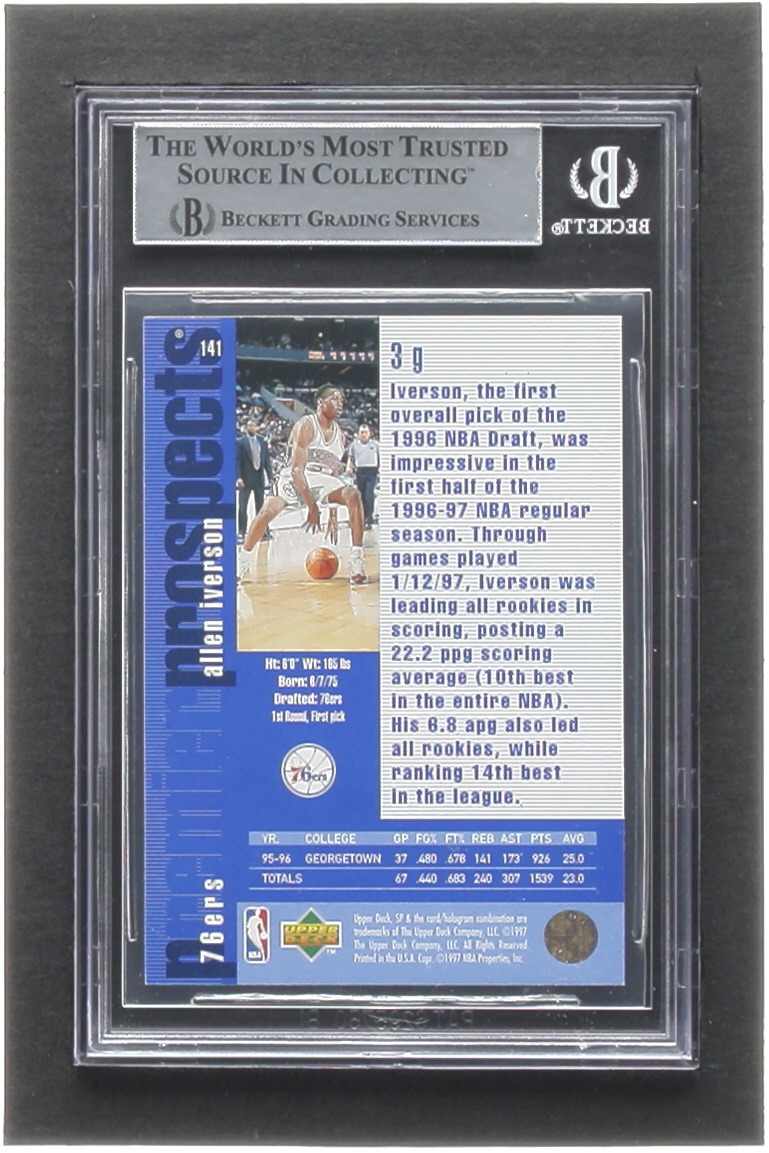 THE WORLD'S MOST TRUSTED
SOURCE IN COLLECTING™
B BECKETT GRADING SERVICES
B
BECKETT®
premier prospects
141
allen iverson
76ers
3 g
Iverson, the first
overall pick of the
1996 NBA Draft, was
impressive in the
first half of the
1996-97 NBA regular
season. Through
games played
1/12/97, Iverson was
leading all rookies in
scoring, posting a
22.2 ppg scoring
average (10th best
in the entire NBA).
His 6.8 apg also led
all rookies, while
ranking 14th best
in the league.
Ht: 6'0" Wt: 165 lbs
Born: 6/7/75
Drafted: 76ers
1st Round, First pick
76ers
YR. COLLEGE GP FG% FT% REB AST PTS AVG
95-96 GEORGETOWN 37 .480 .678 141 173 926 25.0
TOTALS 67 .440 .683 240 307 1539 23.0
NBA
UPPER
DECK™
Upper Deck, SP & the card/hologram combination are
trademarks of The Upper Deck Company, LLC. ©1997
The Upper Deck Company, LLC. All Rights Reserved
Printed in the U.S.A. Copr. ©1997 NBA Properties, Inc.